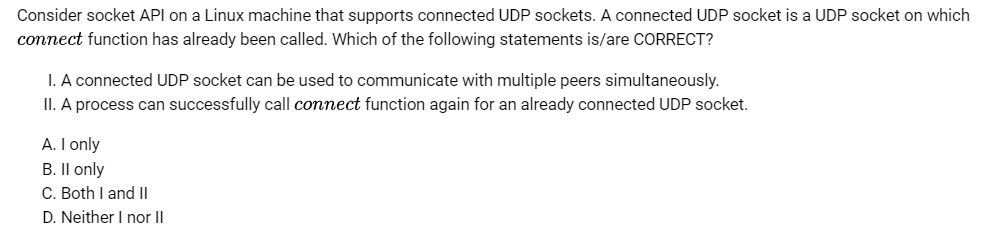 Consider socket API on a Linux machine that supports connected UDP sockets. A connected UDP socket is a UDP socket on which
connect function has already been called. Which of the following statements is/are CORRECT?
I. A connected UDP socket can be used to communicate with multiple peers simultaneously.
II. A process can successfully call connect function again for an already connected UDP socket.
A. I only
B. II only
C. Both I and II
D. Neither I nor II